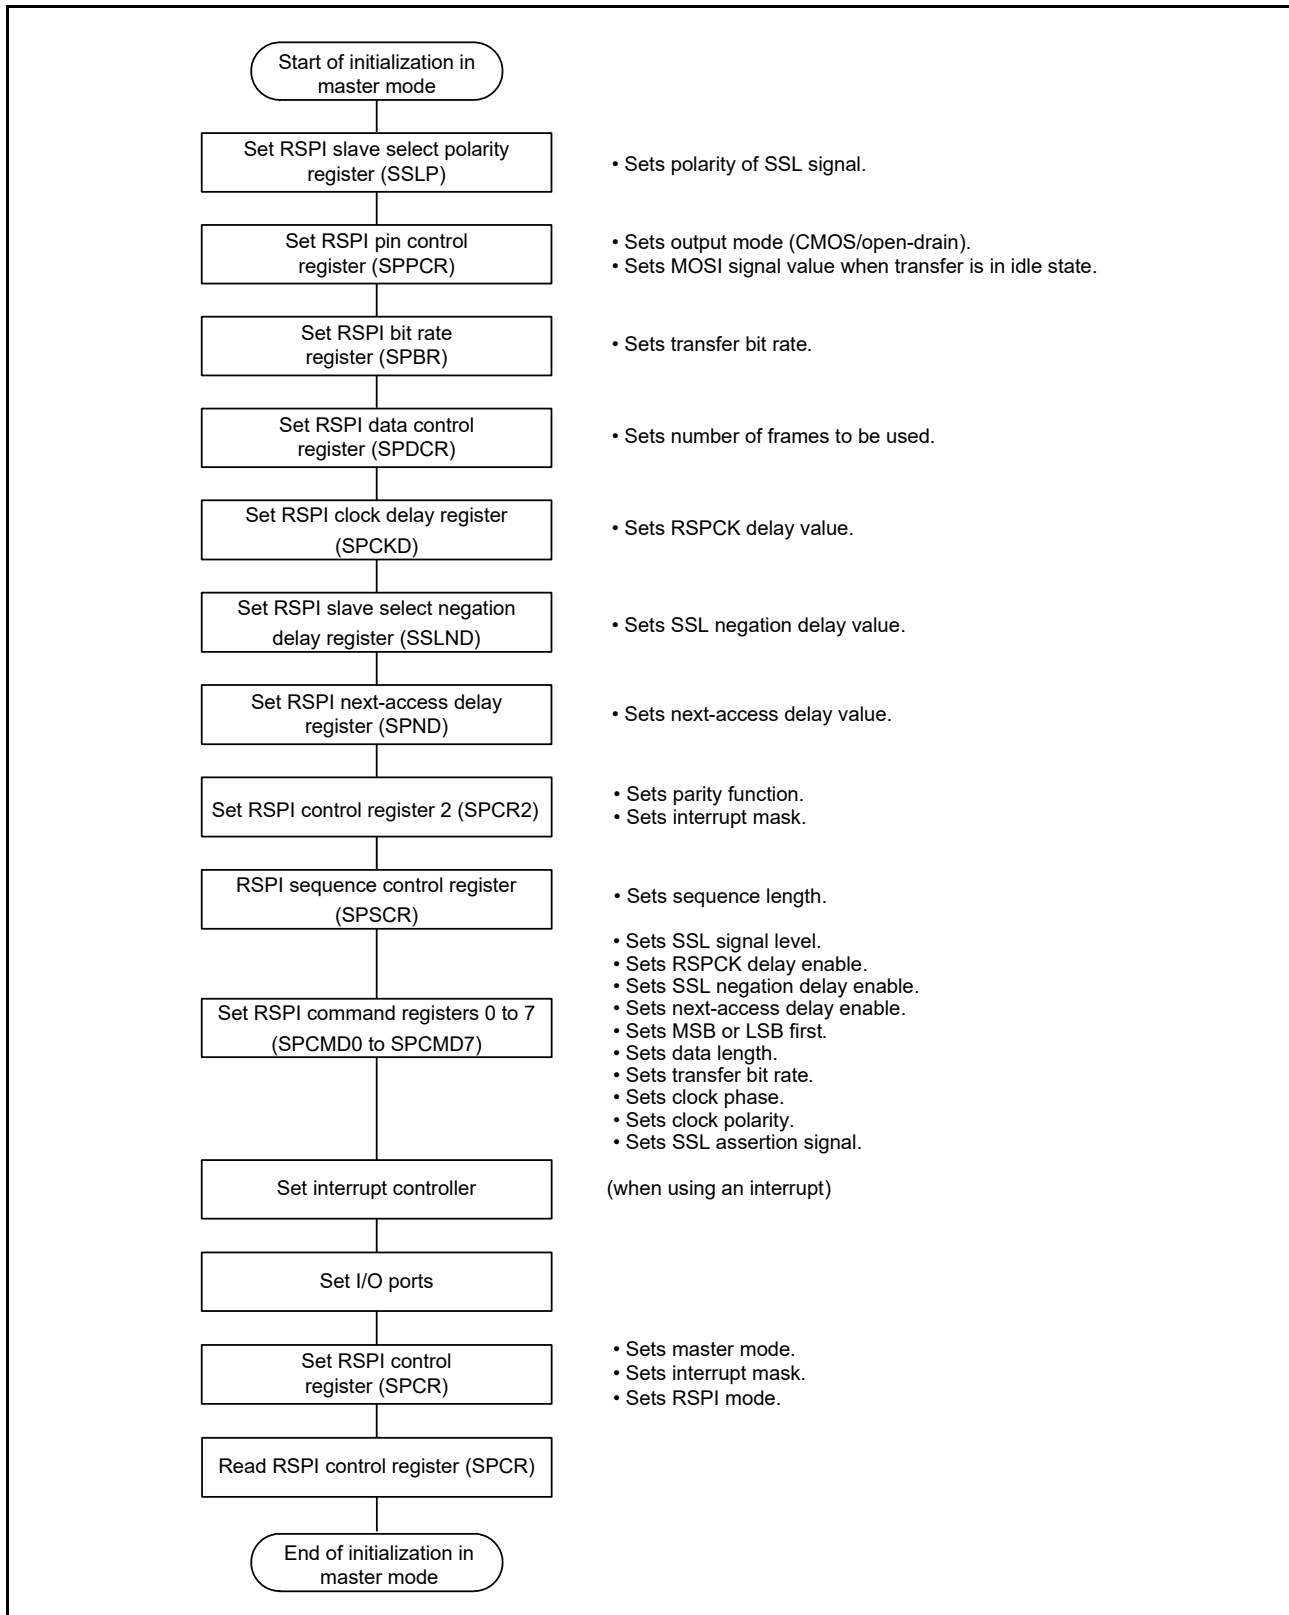 Start of initialization in
master mode
Set RSPI slave select polarity
register (SSLP)
• Sets polarity of SSL signal.
Set RSPI pin control
register (SPPCR)
• Sets output mode (CMOS/open-drain).
• Sets MOSI signal value when transfer is in idle state.
Set RSPI bit rate
register (SPBR)
• Sets transfer bit rate.
Set RSPI data control
register (SPDCR)
• Sets number of frames to be used.
Set RSPI clock delay register
(SPCKD)
• Sets RSPCK delay value.
Set RSPI slave select negation
delay register (SSLND)
• Sets SSL negation delay value.
Set RSPI next-access delay
register (SPND)
• Sets next-access delay value.
Set RSPI control register 2 (SPCR2)
• Sets parity function.
• Sets interrupt mask.
RSPI sequence control register
(SPSCR)
• Sets sequence length.
Set RSPI command registers 0 to 7
(SPCMD0 to SPCMD7)
• Sets SSL signal level.
• Sets RSPCK delay enable.
• Sets SSL negation delay enable.
• Sets next-access delay enable.
• Sets MSB or LSB first.
• Sets data length.
• Sets transfer bit rate.
• Sets clock phase.
• Sets clock polarity.
• Sets SSL assertion signal.
Set interrupt controller
(when using an interrupt)
Set I/O ports
Set RSPI control
register (SPCR)
• Sets master mode.
• Sets interrupt mask.
• Sets RSPI mode.
Read RSPI control register (SPCR)
End of initialization in
master mode